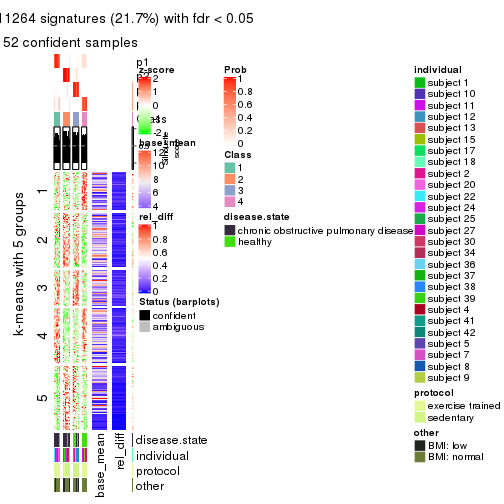 11264 signatures (21.7%) with fdr < 0.05
52 confident samples
p1
z-score
2
1
0
-1
-2
base_mean
12
10
8
6
4
rel_diff
1
0.8
0.6
0.4
0.2
0
Status (barplots)
confident
ambiguous
Prob
1
0.8
0.6
0.4
0.2
0
Class
1
2
3
4
disease.state
chronic obstructive pulmonary disease
healthy
individual
subject 1
subject 10
subject 11
subject 12
subject 13
subject 15
subject 17
subject 18
subject 2
subject 20
subject 22
subject 24
subject 25
subject 27
subject 30
subject 34
subject 36
subject 37
subject 38
subject 39
subject 4
subject 41
subject 42
subject 5
subject 7
subject 8
subject 9
protocol
exercise trained
sedentary
other
BMI: low
BMI: normal
k-means with 5 groups
1
2
3
4
5
base_mean
rel_diff
disease.state
individual
protocol
other